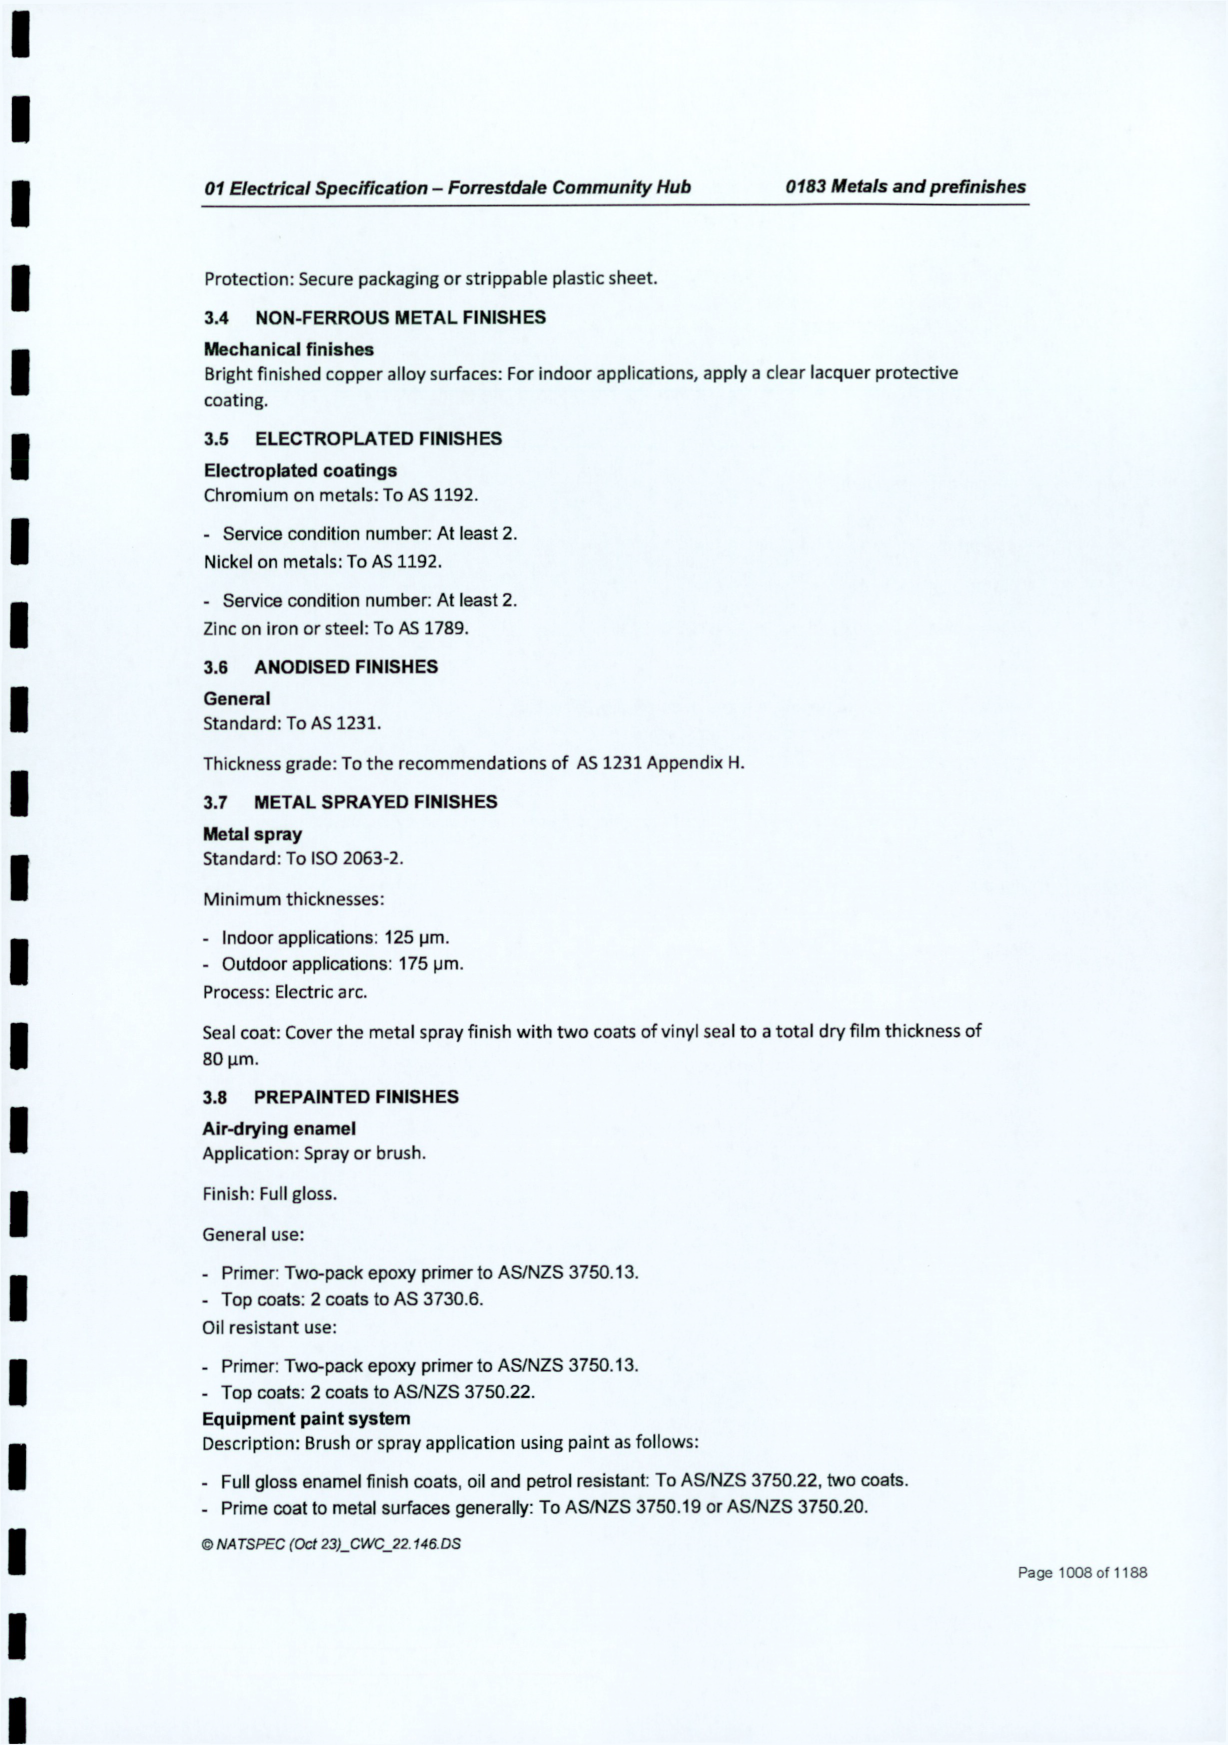 01 Electrical Specification – Forrestdale Community Hub 0183 Metals and prefinishes
Protection: Secure packaging or strippable plastic sheet.
3.4 NON-FERROUS METAL FINISHES
Mechanical finishes
Bright finished copper alloy surfaces: For indoor applications, apply a clear lacquer protective
coating.
3.5 ELECTROPLATED FINISHES
Electroplated coatings
Chromium on metals: To AS 1192.
- Service condition number: At least 2.
Nickel on metals: To AS 1192.
- Service condition number: At least 2.
Zinc on iron or steel: To AS 1789.
3.6 ANODISED FINISHES
General
Standard: To AS 1231.
Thickness grade: To the recommendations of AS 1231 Appendix H.
3.7 METAL SPRAYED FINISHES
Metal spray
Standard: To ISO 2063-2.
Minimum thicknesses:
- Indoor applications: 125 µm.
- Outdoor applications: 175 µm.
Process: Electric arc.
Seal coat: Cover the metal spray finish with two coats of vinyl seal to a total dry film thickness of
80 µm.
3.8 PREPAINTED FINISHES
Air-drying enamel
Application: Spray or brush.
Finish: Full gloss.
General use:
- Primer: Two-pack epoxy primer to AS/NZS 3750.13.
- Top coats: 2 coats to AS 3730.6.
Oil resistant use:
- Primer: Two-pack epoxy primer to AS/NZS 3750.13.
- Top coats: 2 coats to AS/NZS 3750.22.
Equipment paint system
Description: Brush or spray application using paint as follows:
- Full gloss enamel finish coats, oil and petrol resistant: To AS/NZS 3750.22, two coats.
- Prime coat to metal surfaces generally: To AS/NZS 3750.19 or AS/NZS 3750.20.
© NATSPEC (Oct 23)_CWC_22.146.DS
Page 1008 of 1188